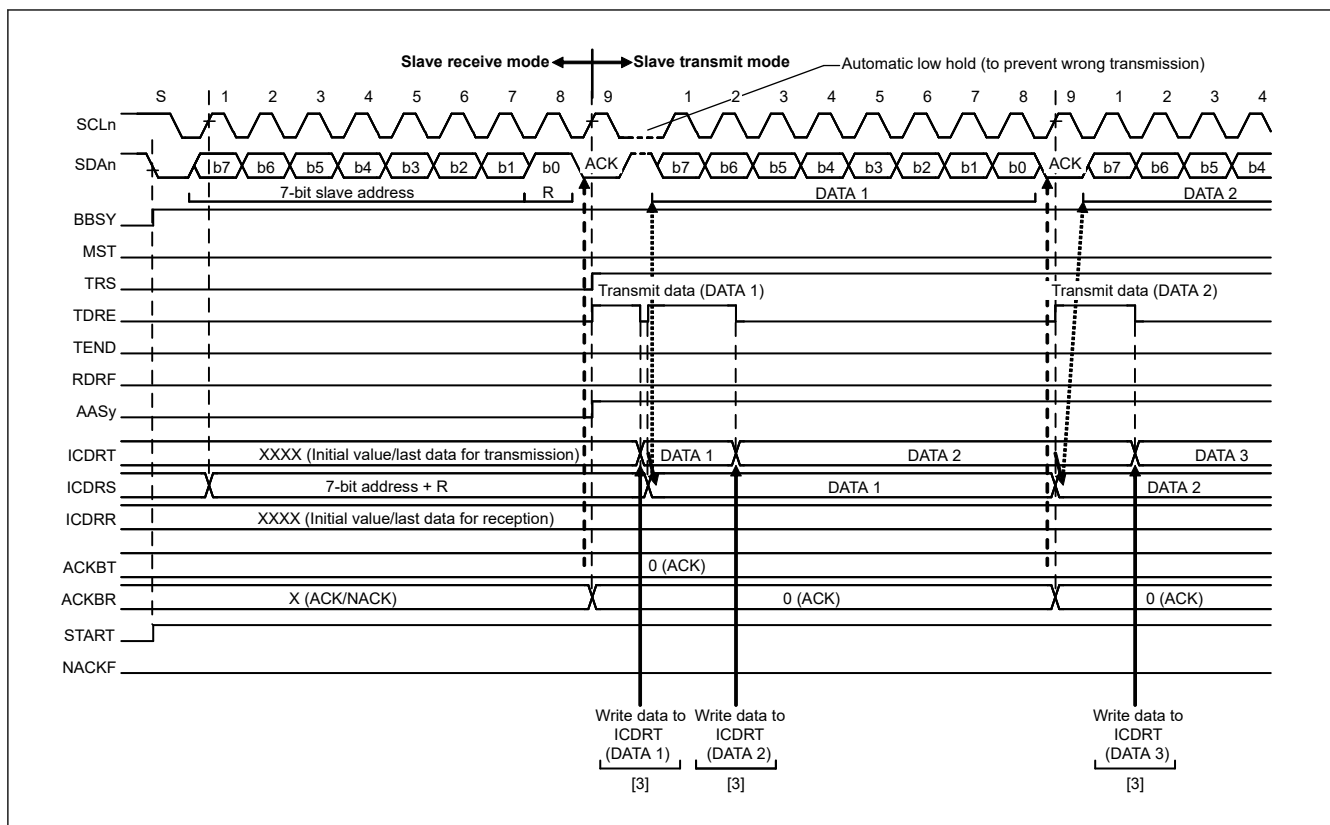 Slave receive mode Slave transmit mode
Automatic low hold (to prevent wrong transmission)
S 1 2 3 4 5 6 7 8 9 1 2 3 4 5 6 7 8 9 1 2 3 4
SCLn
SDAn b7 b6 b5 b4 b3 b2 b1 b0 ACK b7 b6 b5 b4 b3 b2 b1 b0 ACK b7 b6 b5 b4
7-bit slave address R DATA 1 DATA 2
BBSY
MST
TRS
Transmit data (DATA 1) Transmit data (DATA 2)
TDRE
TEND
RDRF
AASy
ICDRT XXXX (Initial value/last data for transmission) DATA 1 DATA 2 DATA 3
ICDRS 7-bit address + R DATA 1 DATA 2
ICDRR XXXX (Initial value/last data for reception)
ACKBT 0 (ACK)
ACKBR X (ACK/NACK) 0 (ACK) 0 (ACK)
START
NACKF
Write data to Write data to Write data to
ICDRT ICDRT ICDRT
(DATA 1) (DATA 2) (DATA 3)
[3] [3] [3]